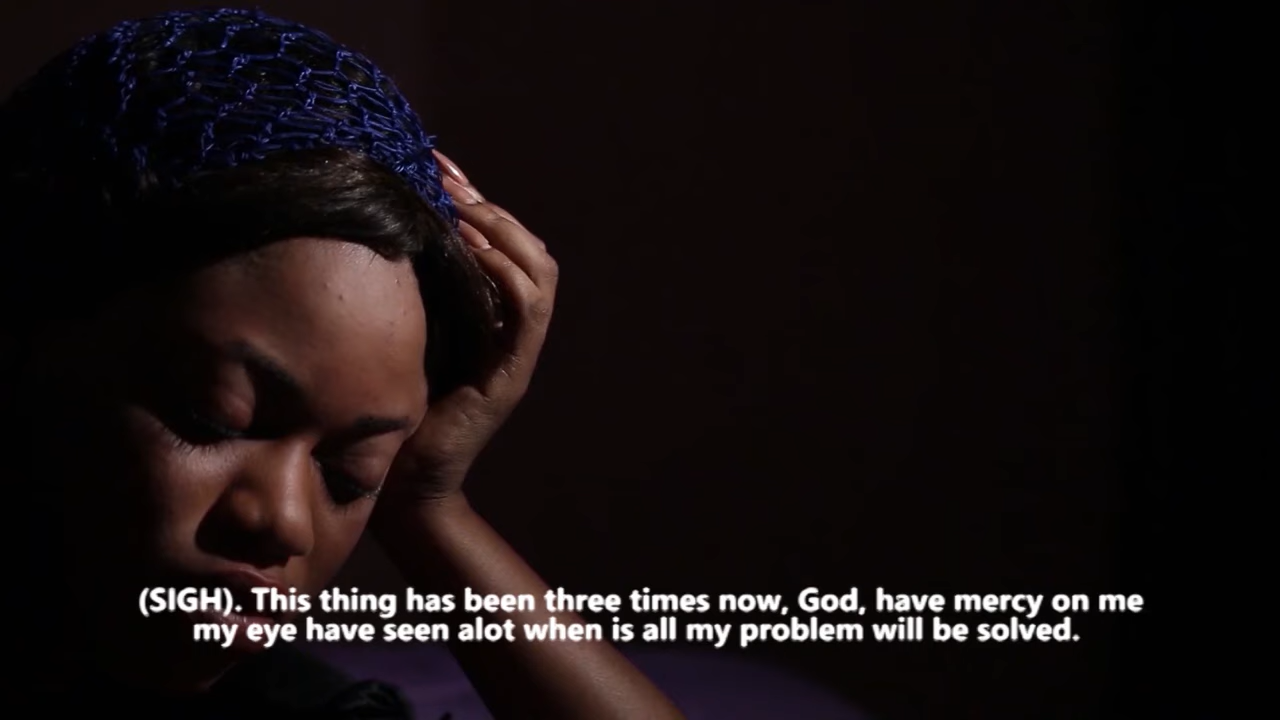 (SIGH). This thing has been three times now, God, have mercy on me
my eye have seen alot when is all my problem will be solved.